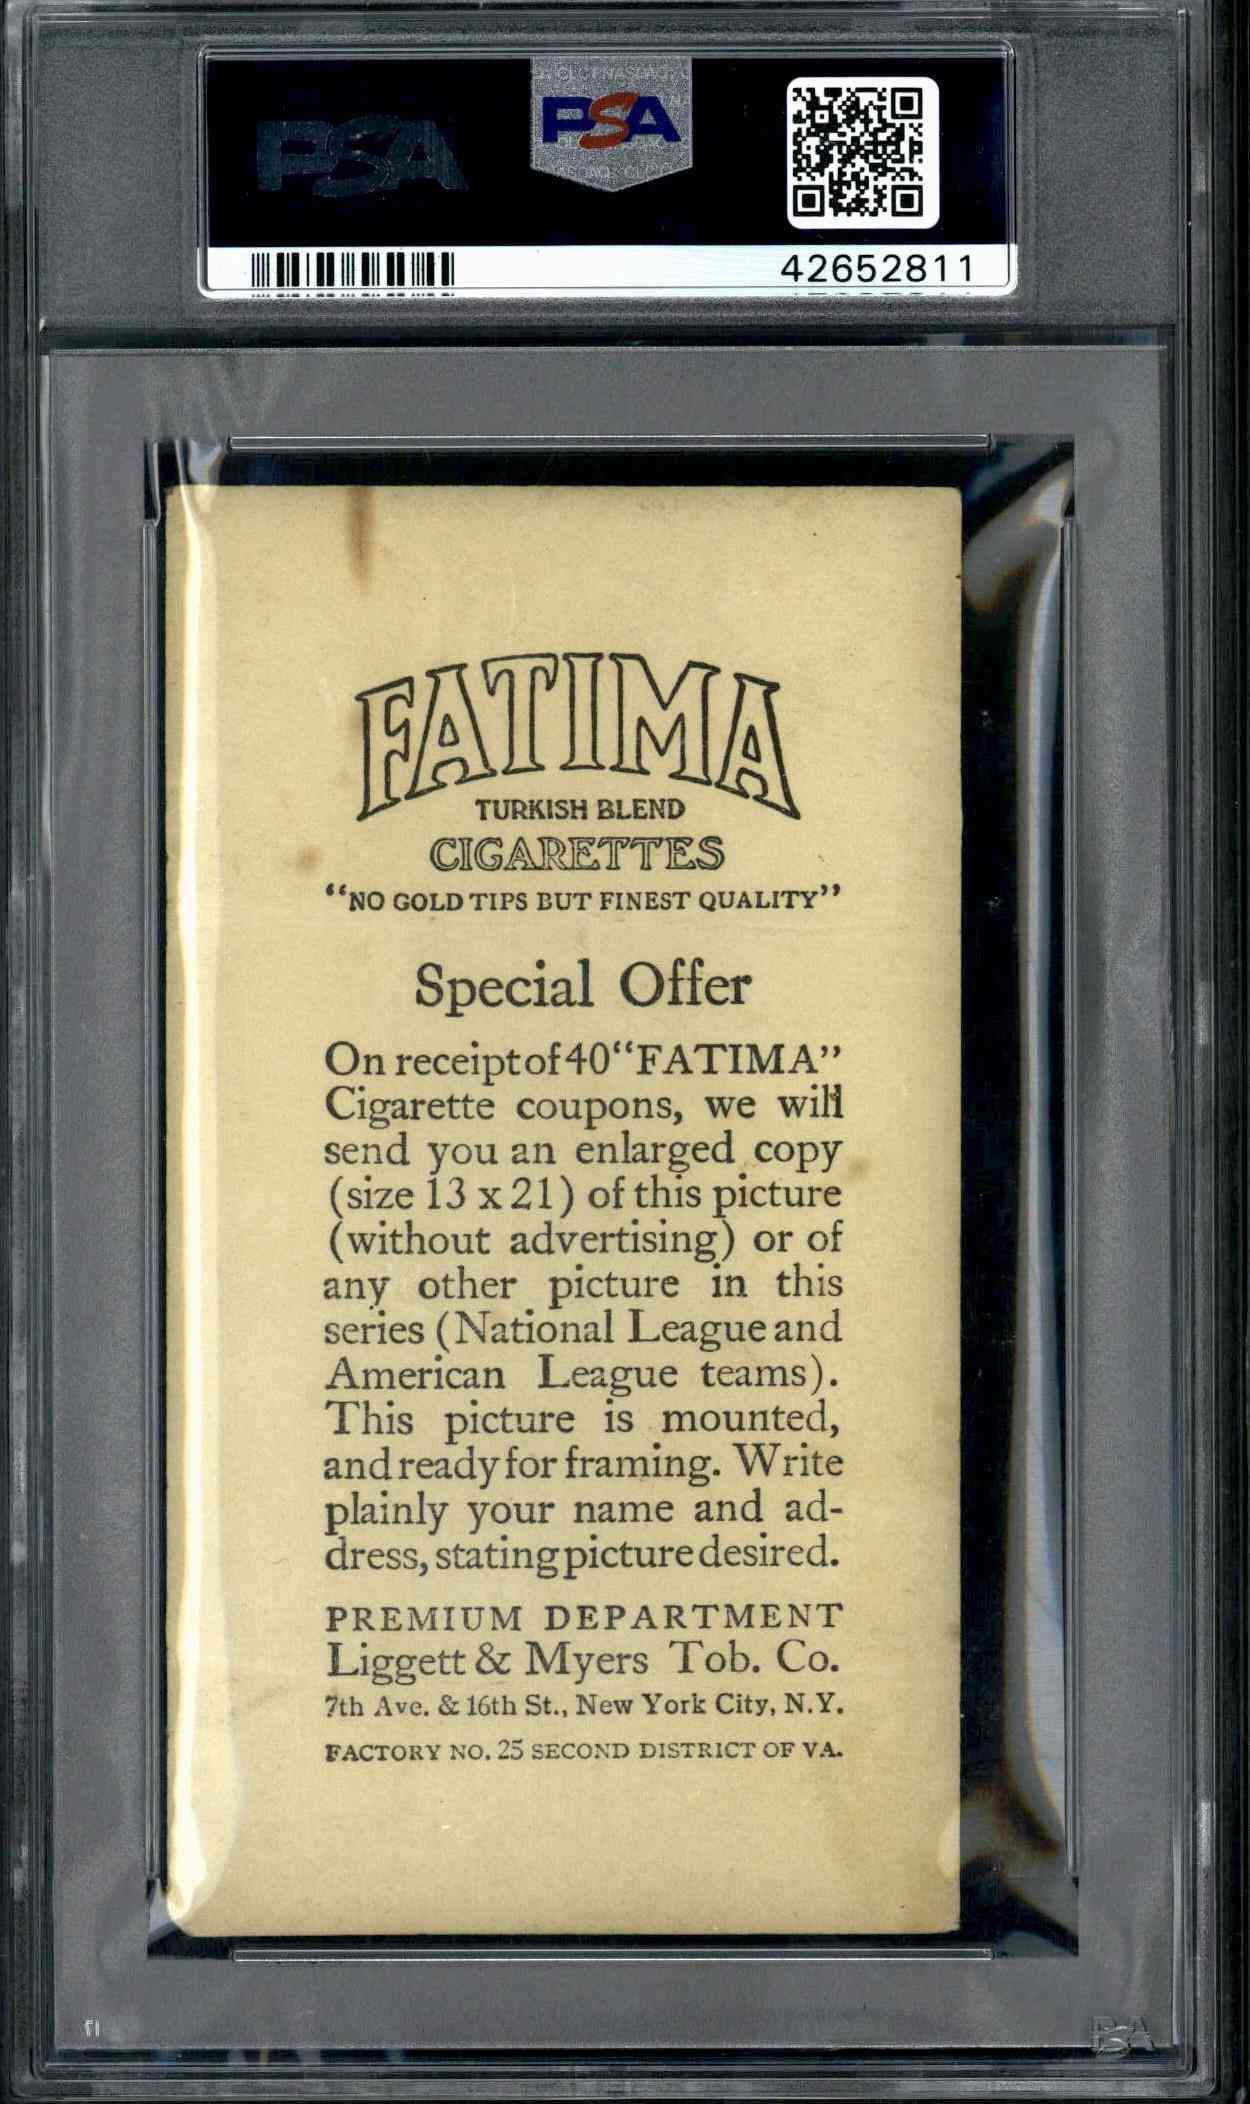 PSA
PSA
42652811
FATIMA
TURKISH BLEND
CIGARETTES
“NO GOLD TIPS BUT FINEST QUALITY”
Special Offer
On receipt of 40 “FATIMA”
Cigarette coupons, we will
send you an enlarged copy
(size 13 x 21) of this picture
(without advertising) or of
any other picture in this
series (National League and
American League teams).
This picture is mounted,
and ready for framing. Write
plainly your name and ad-
dress, stating picture desired.
PREMIUM DEPARTMENT
Liggett & Myers Tob. Co.
7th Ave. & 16th St., New York City, N.Y.
FACTORY NO. 25 SECOND DISTRICT OF VA.
PSA